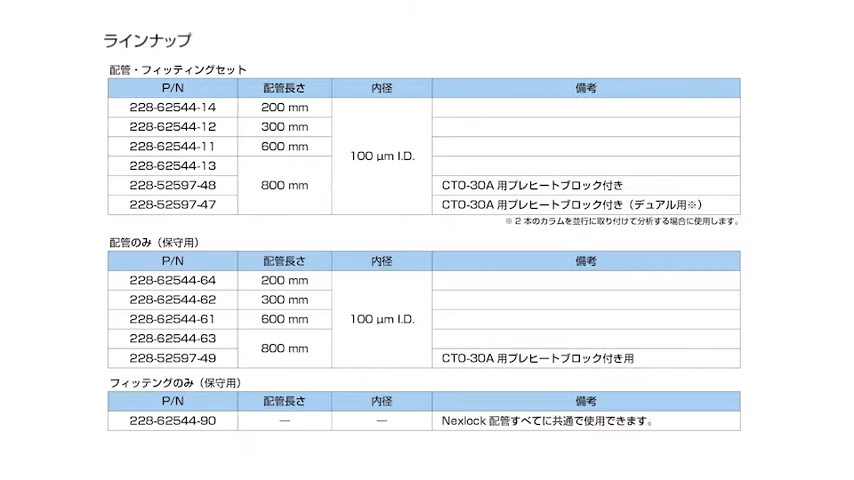 ラインナップ
配管・フィッティングセット
P/N 配管長さ 内径 備考
228-62544-14 200 mm
228-62544-12 300 mm
228-62544-11 600 mm
100 µm I.D.
228-62544-13
228-52597-48 800 mm CTO-30A 用プレヒートブロック付き
228-52597-47 CTO-30A 用プレヒートブロック付き（デュアル用※）
※ 2 本のカラムを並行に取り付けて分析する場合に使用します。
配管のみ（保守用）
P/N 配管長さ 内径 備考
228-62544-64 200 mm
228-62544-62 300 mm
228-62544-61 600 mm 100 µm I.D.
228-62544-63
800 mm
228-52597-49 CTO-30A 用プレヒートブロック付き用
フィッテングのみ（保守用）
P/N 配管長さ 内径 備考
228-62544-90 — — Nexlock 配管すべてに共通で使用できます。